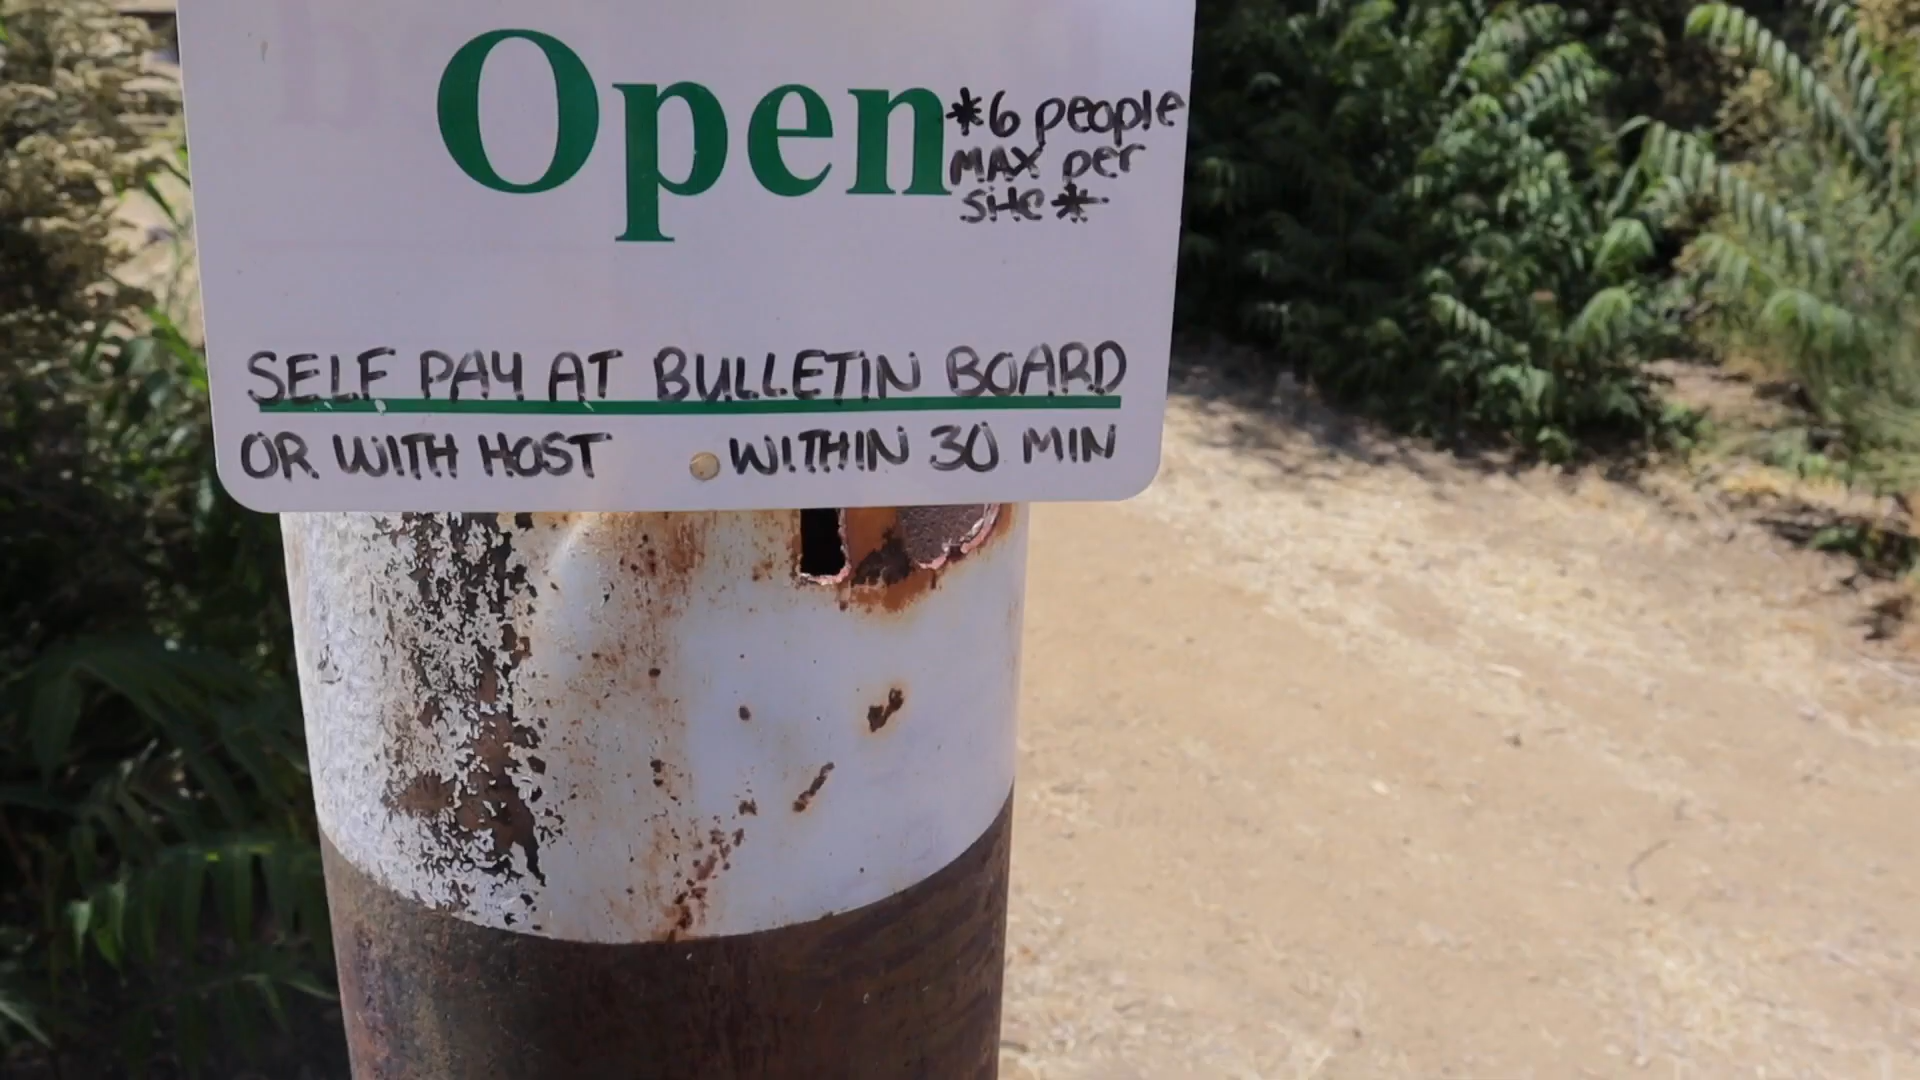 Open
*6 people
MAX per
site*
SELF PAY AT BULLETIN BOARD
OR WITH HOST WITHIN 30 MIN